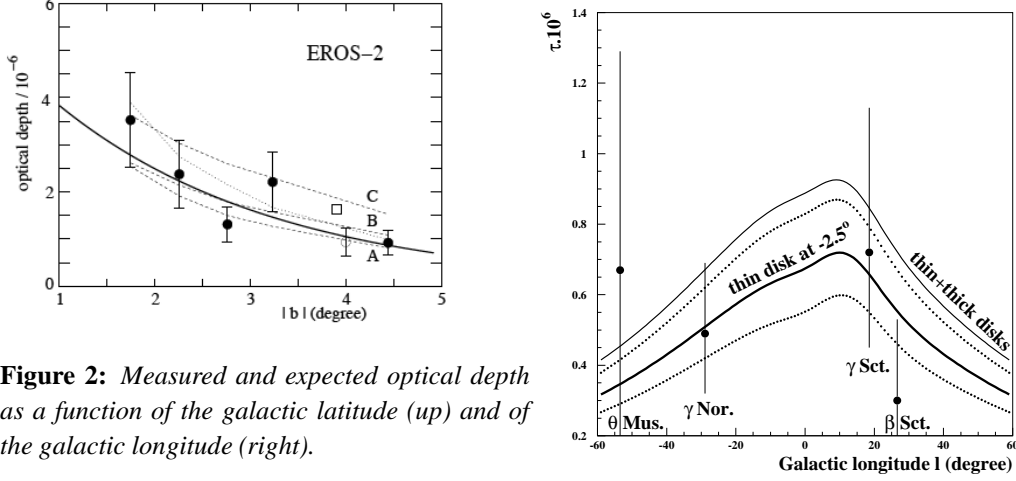 6
4
2
0
optical depth / 10⁻⁶
EROS−2
C
B
A
1
2
3
4
5
| b | (degree)
Figure 2: Measured and expected optical depth
as a function of the galactic latitude (up) and of
the galactic longitude (right).
τ.10⁶
1.4
1.2
1
0.8
0.6
0.4
0.2
thin disk at -2.5°
thin+thick disks
θ Mus.
γ Nor.
γ Sct.
β Sct.
-60
-40
-20
0
20
40
60
Galactic longitude l (degree)